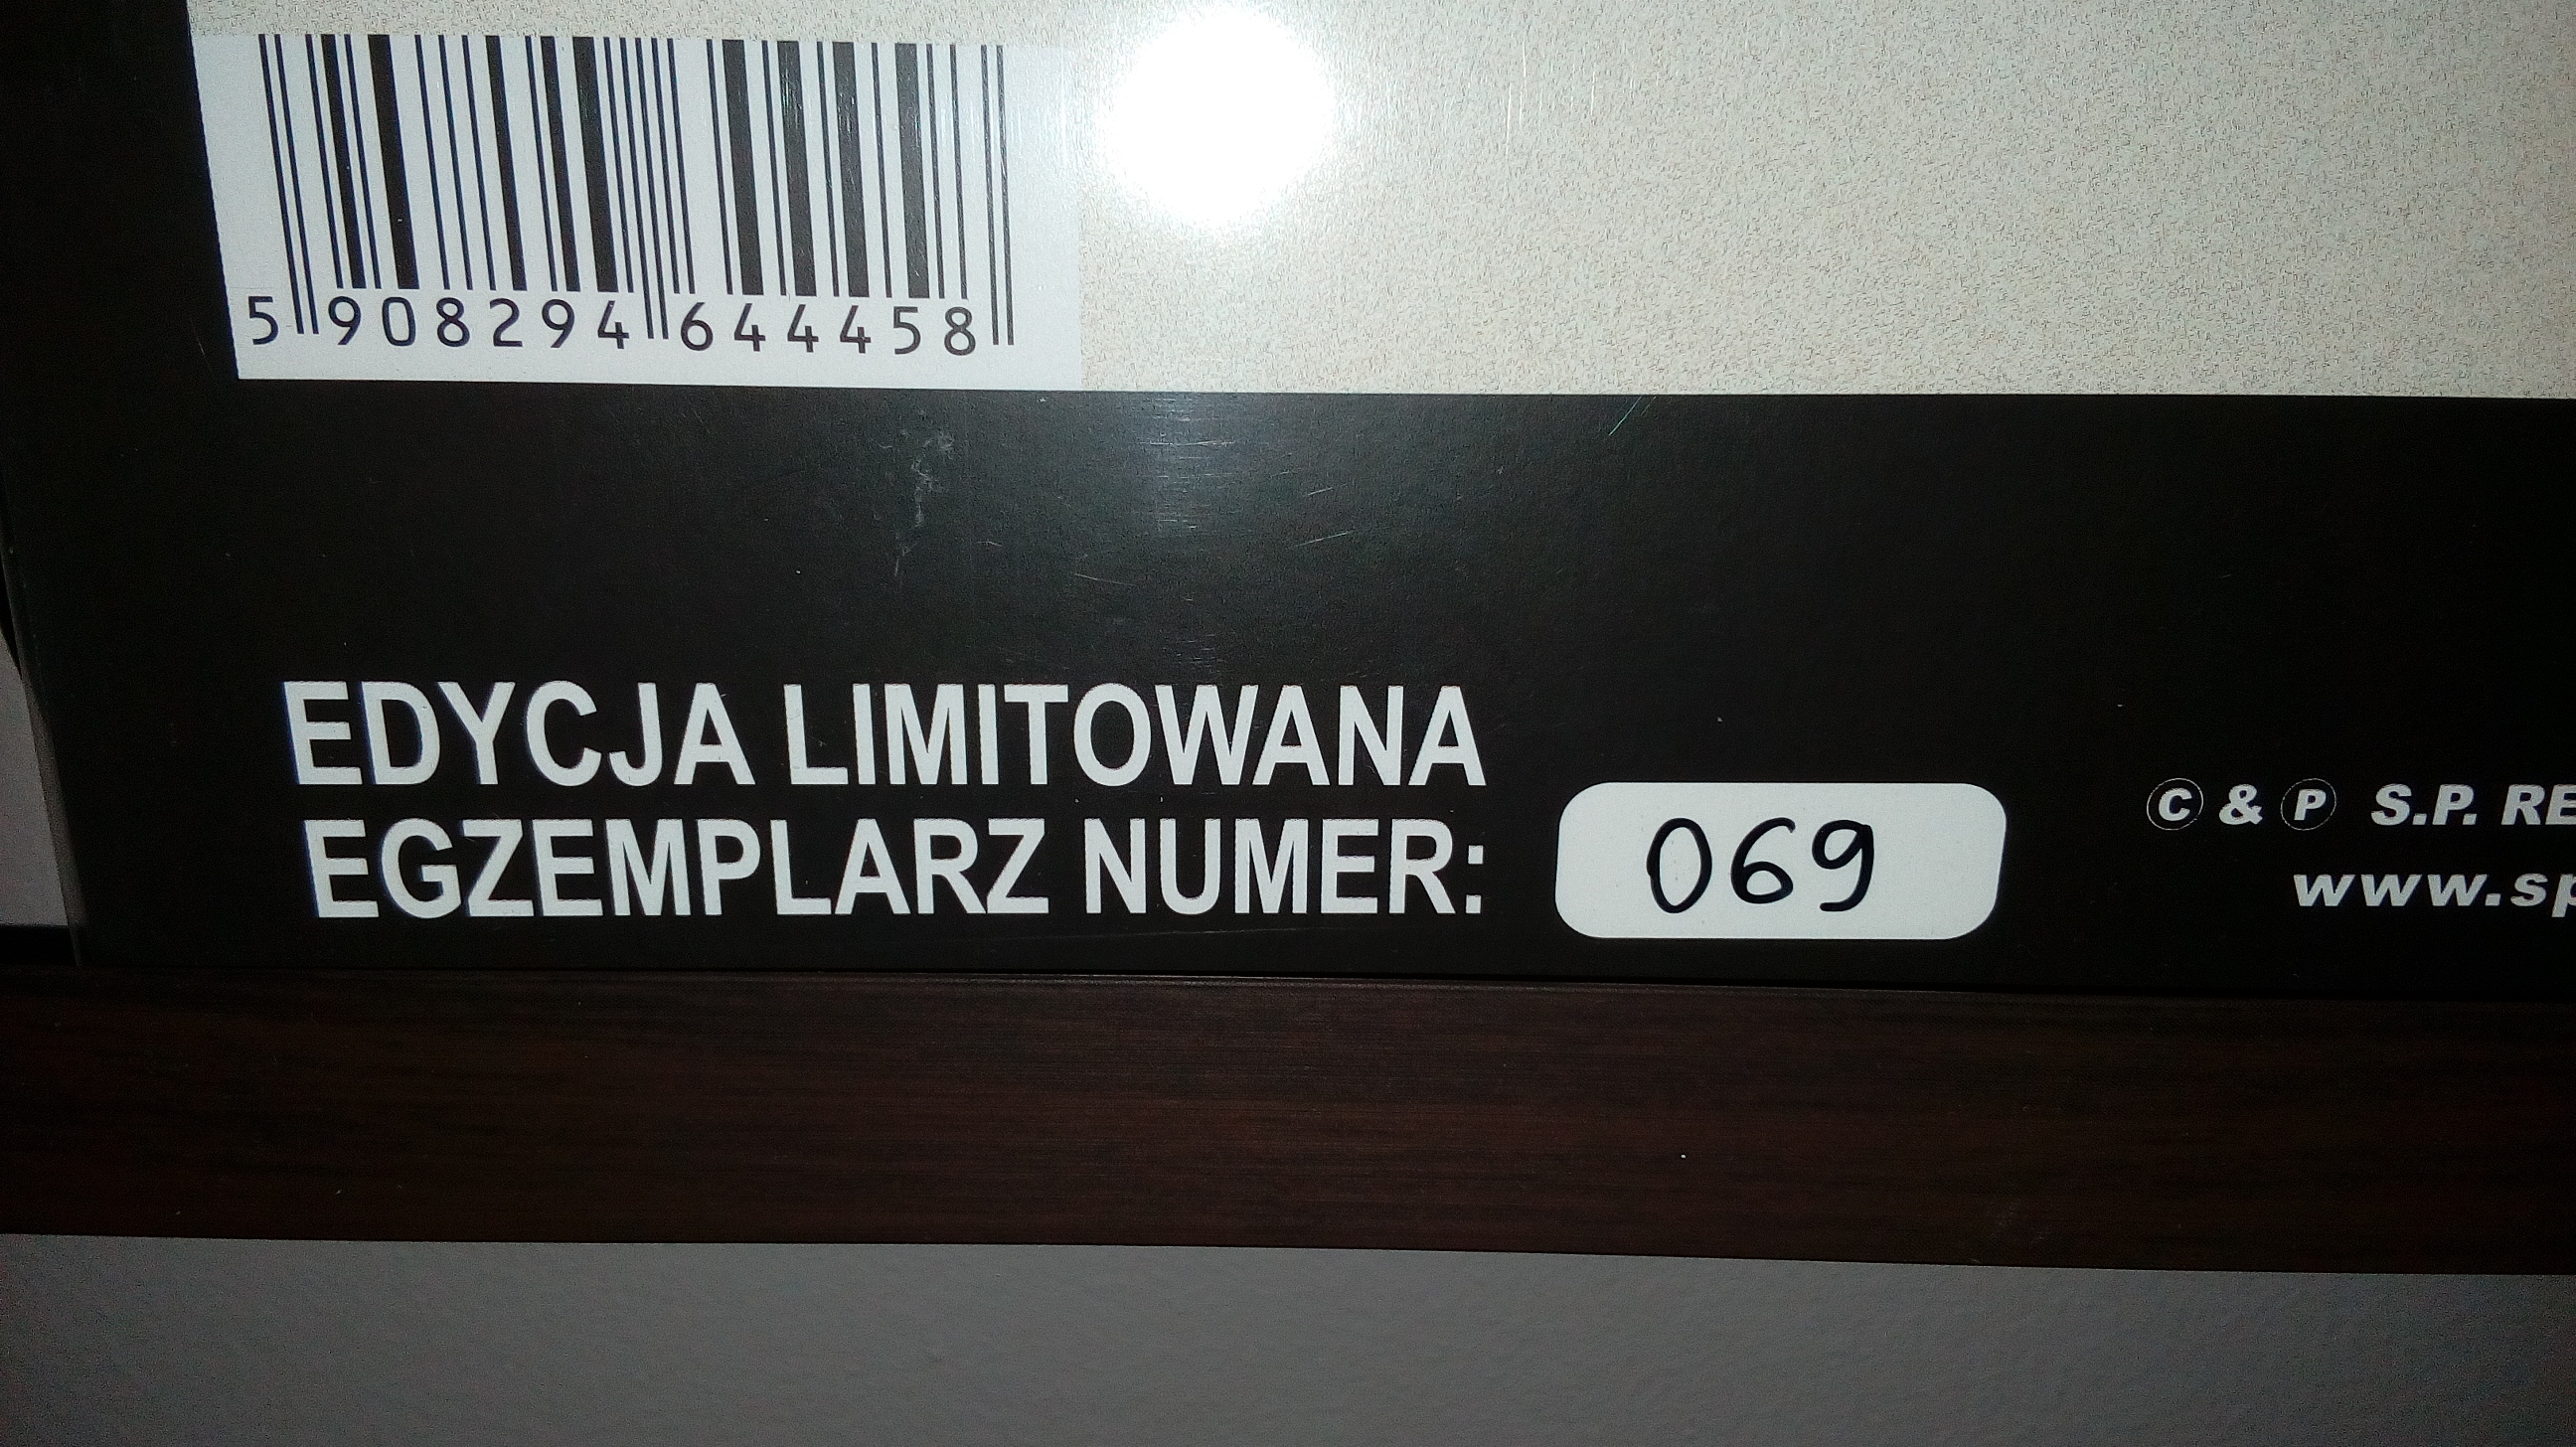 5 908294 644458
EDYCJA LIMITOWANA
EGZEMPLARZ NUMER: 069
© & ℗ S.P. RE
www.sp